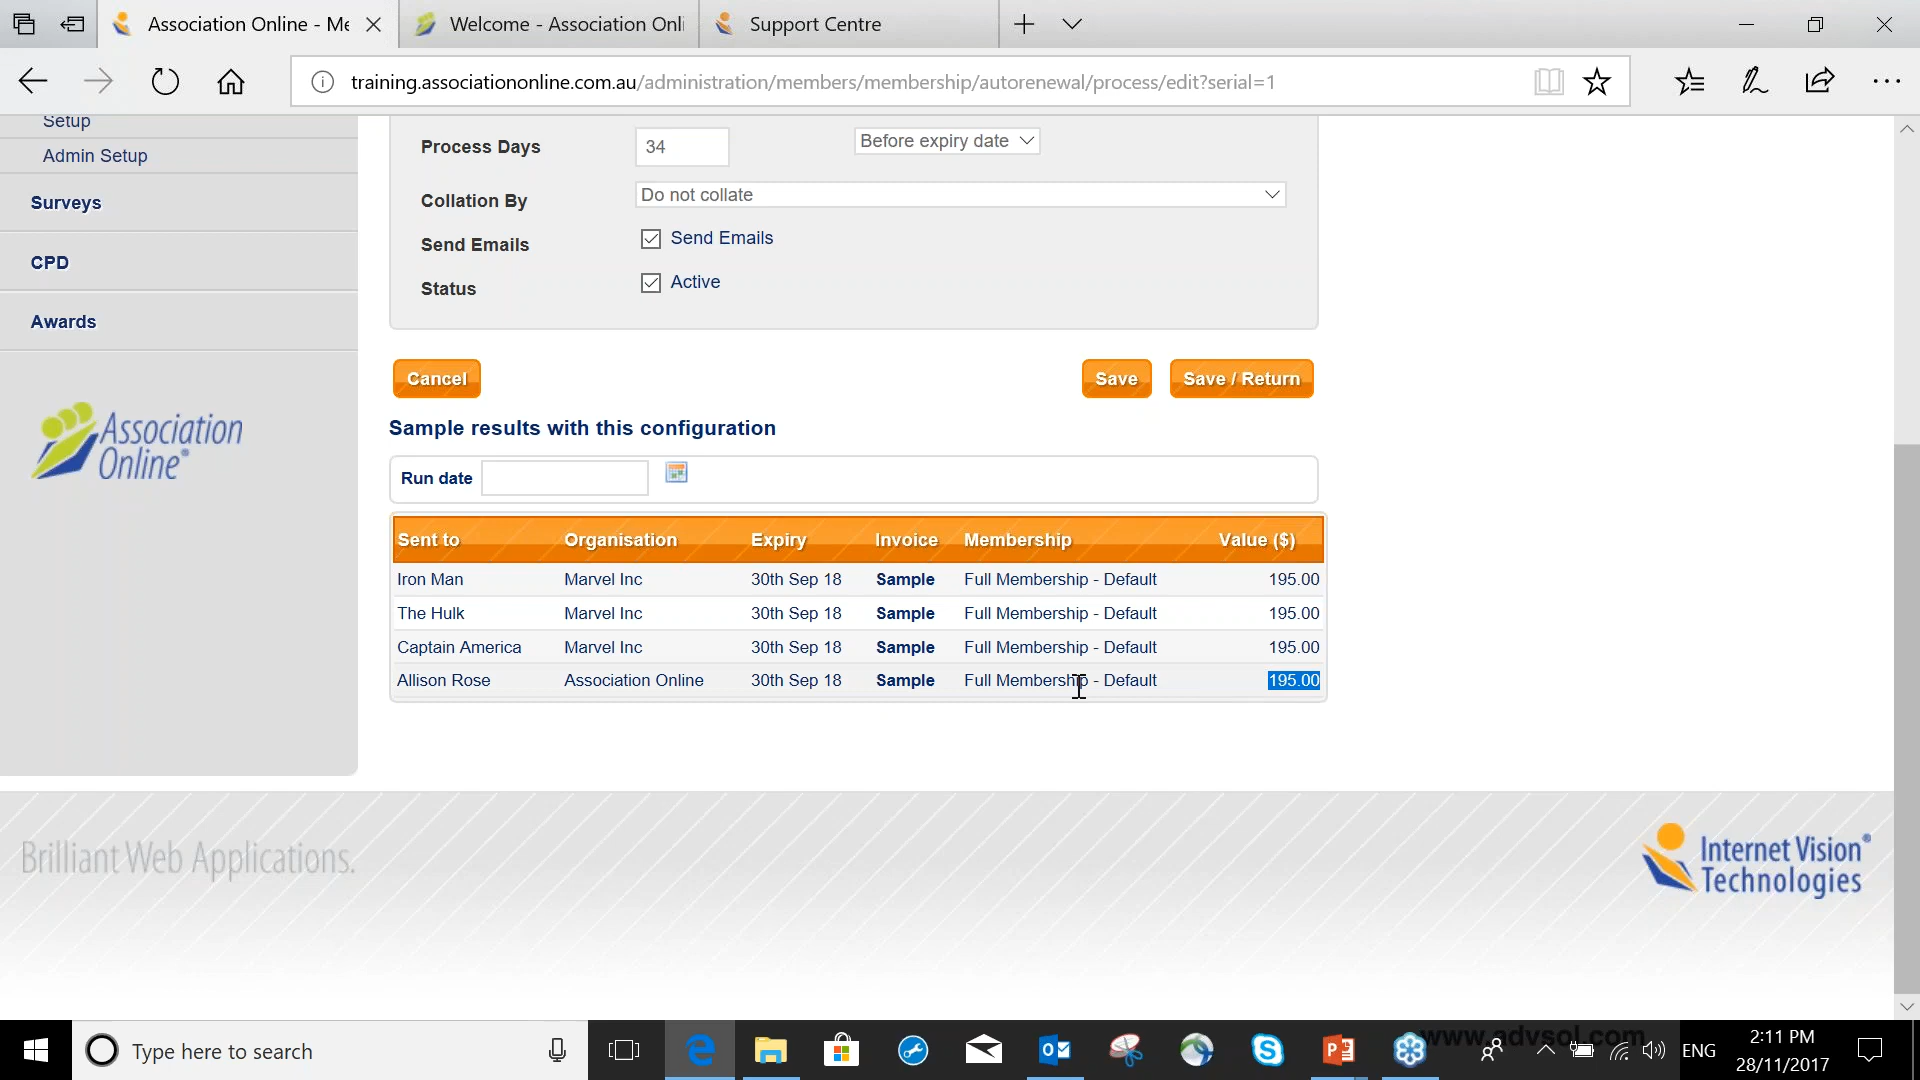 Association Online - Me
Welcome - Association Onli
Support Centre
training.associationonline.com.au/administration/members/membership/autorenewal/process/edit?serial=1
Setup
Admin Setup
Surveys
CPD
Awards
Association
Online®
Process Days
34
Before expiry date
Collation By
Do not collate
Send Emails
Send Emails
Status
Active
Cancel
Save
Save / Return
Sample results with this configuration
Run date
Sent to Organisation Expiry Invoice Membership Value ($)
Iron Man Marvel Inc 30th Sep 18 Sample Full Membership - Default 195.00
The Hulk Marvel Inc 30th Sep 18 Sample Full Membership - Default 195.00
Captain America Marvel Inc 30th Sep 18 Sample Full Membership - Default 195.00
Allison Rose Association Online 30th Sep 18 Sample Full Membership - Default 195.00
Brilliant Web Applications.
Internet Vision®
Technologies
Type here to search
www.advsol.com
ENG
2:11 PM
28/11/2017